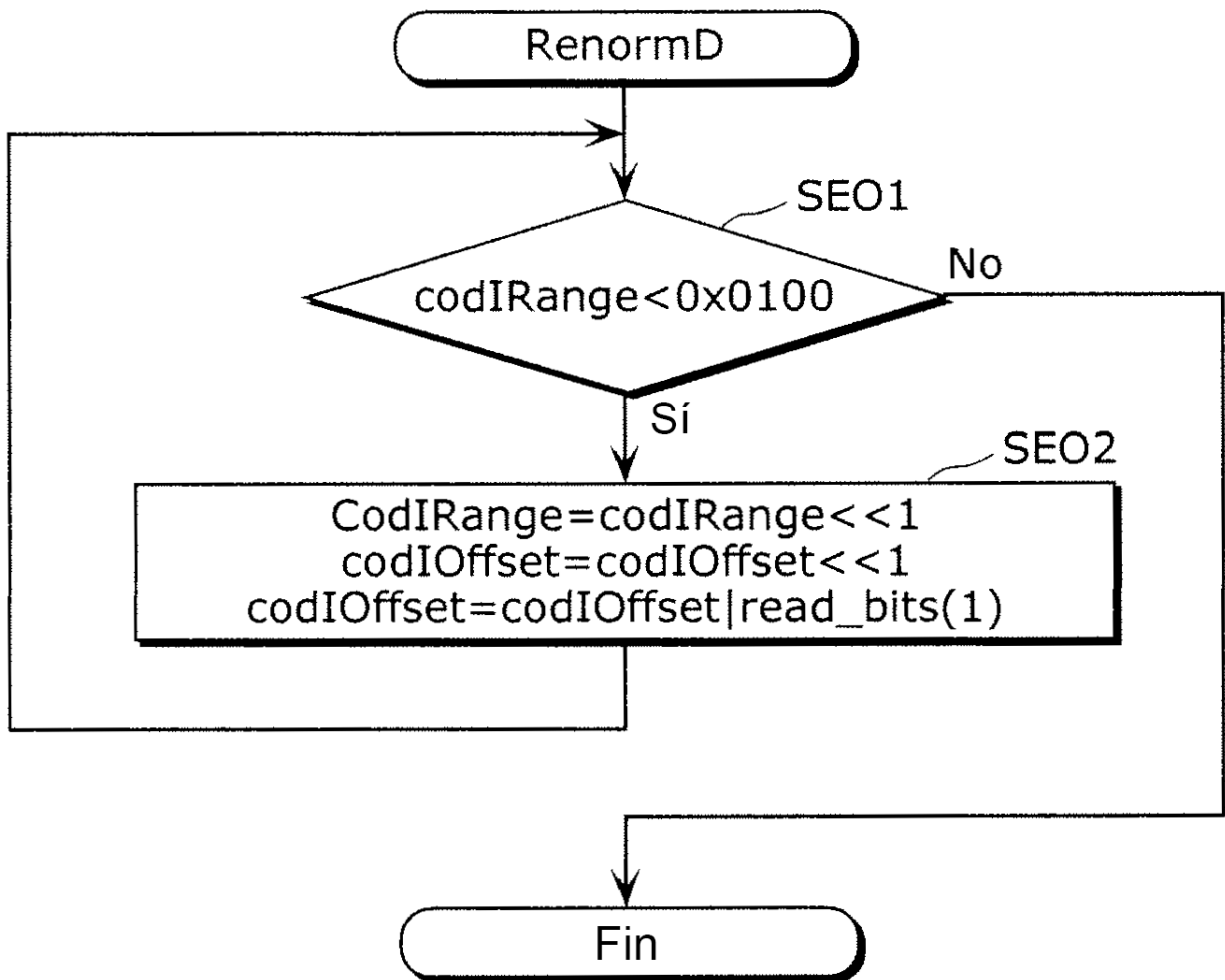 RenormD
SEO1
codIRange<0x0100
No
Sí
SEO2
CodIRange=codIRange<<1
codIOffset=codIOffset<<1
codIOffset=codIOffset|read_bits(1)
Fin